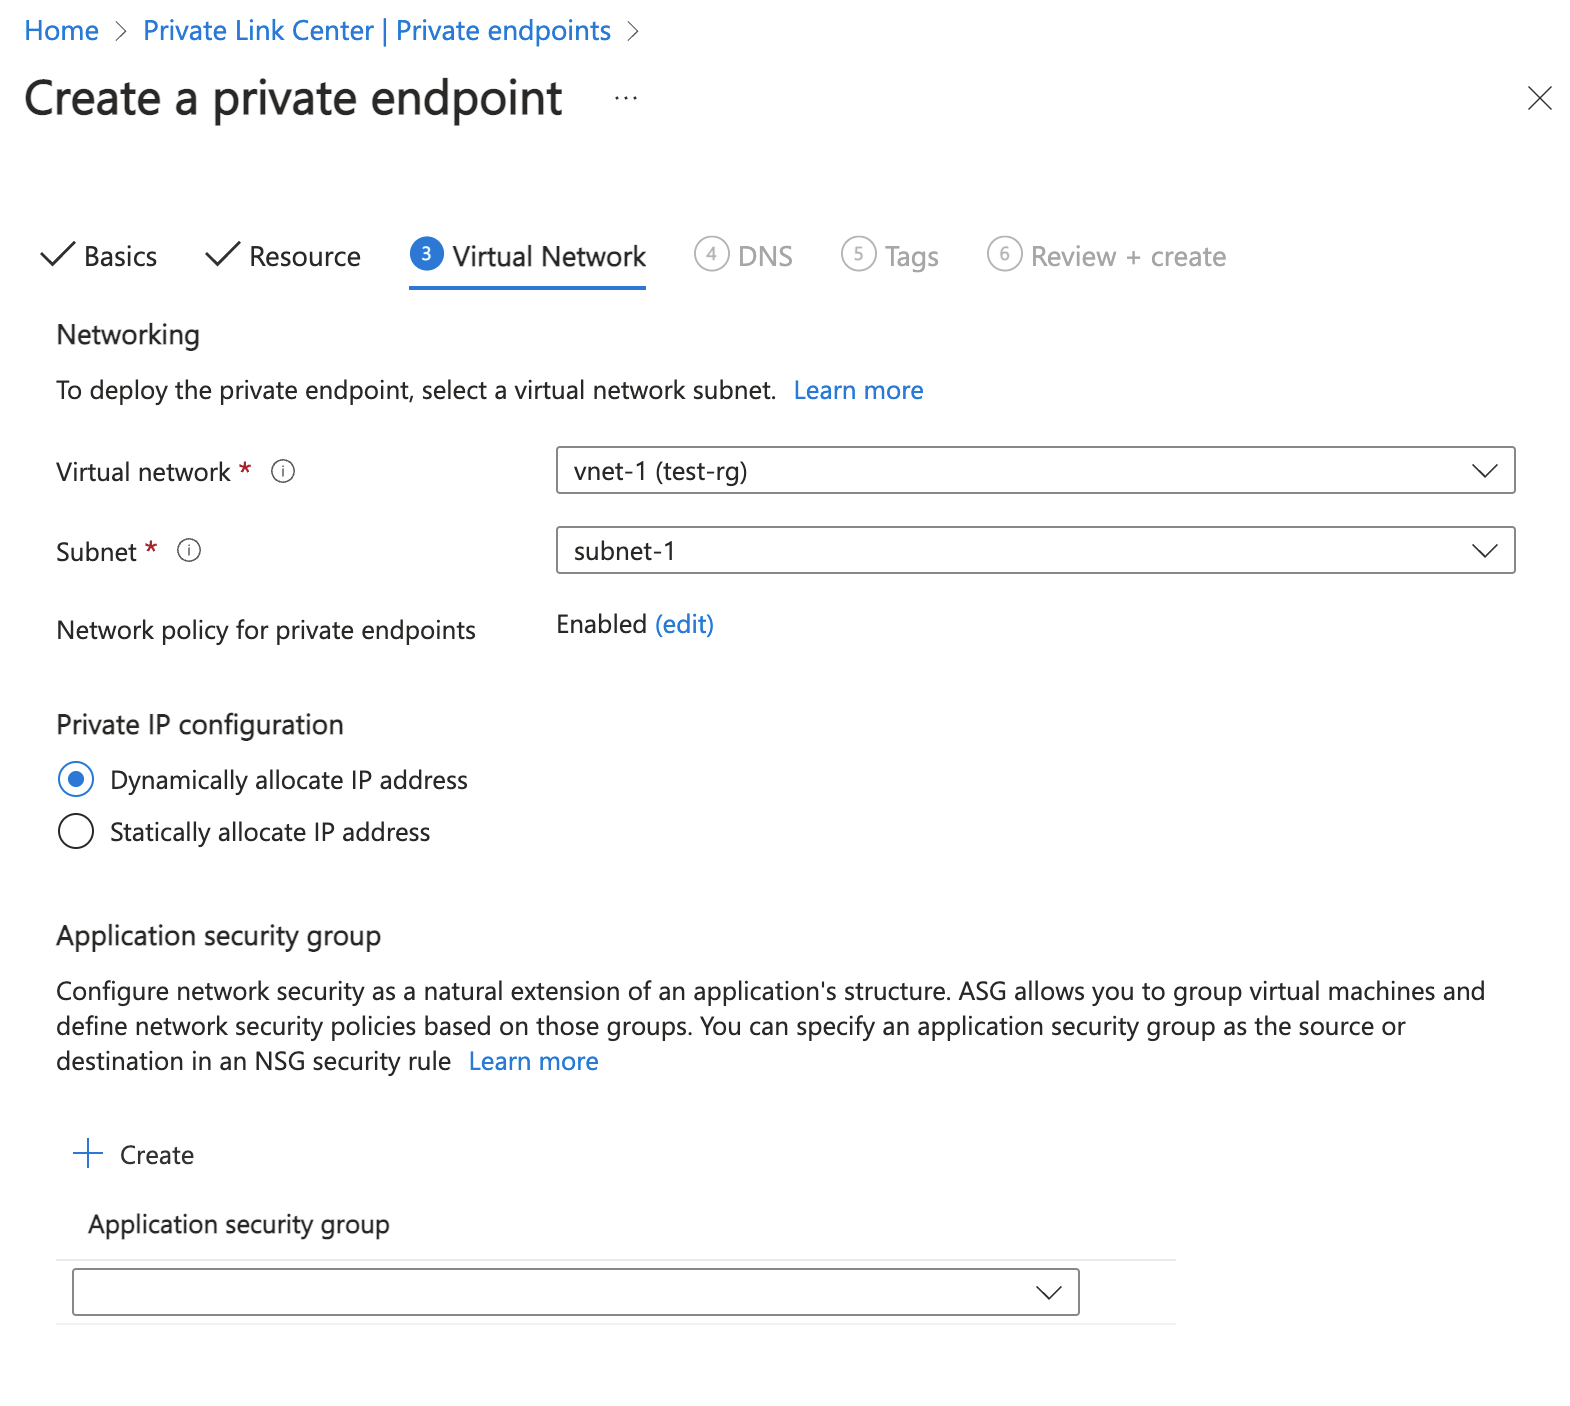 Home > Private Link Center | Private endpoints >
Create a private endpoint ...
Basics Resource 3 Virtual Network 4 DNS 5 Tags 6 Review + create
Networking
To deploy the private endpoint, select a virtual network subnet. Learn more
Virtual network * vnet-1 (test-rg)
Subnet * subnet-1
Network policy for private endpoints Enabled (edit)
Private IP configuration
Dynamically allocate IP address
Statically allocate IP address
Application security group
Configure network security as a natural extension of an application's structure. ASG allows you to group virtual machines and
define network security policies based on those groups. You can specify an application security group as the source or
destination in an NSG security rule Learn more
+ Create
Application security group